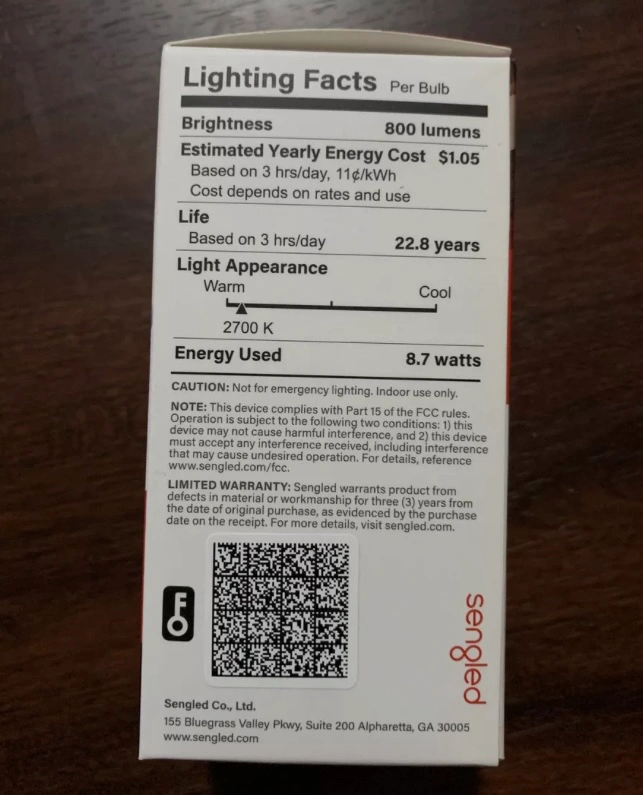 Lighting Facts Per Bulb
Brightness 800 lumens
Estimated Yearly Energy Cost $1.05
Based on 3 hrs/day, 11¢/kWh
Cost depends on rates and use
Life
Based on 3 hrs/day 22.8 years
Light Appearance
Warm Cool
2700 K
Energy Used 8.7 watts
CAUTION: Not for emergency lighting. Indoor use only.
NOTE: This device complies with Part 15 of the FCC rules.
Operation is subject to the following two conditions: 1) this
device may not cause harmful interference, and 2) this device
must accept any interference received, including interference
that may cause undesired operation. For details, reference
www.sengled.com/fcc.
LIMITED WARRANTY: Sengled warrants product from
defects in material or workmanship for three (3) years from
the date of original purchase, as evidenced by the purchase
date on the receipt. For more details, visit sengled.com.
sengled
Sengled Co., Ltd.
155 Bluegrass Valley Pkwy, Suite 200 Alpharetta, GA 30005
www.sengled.com